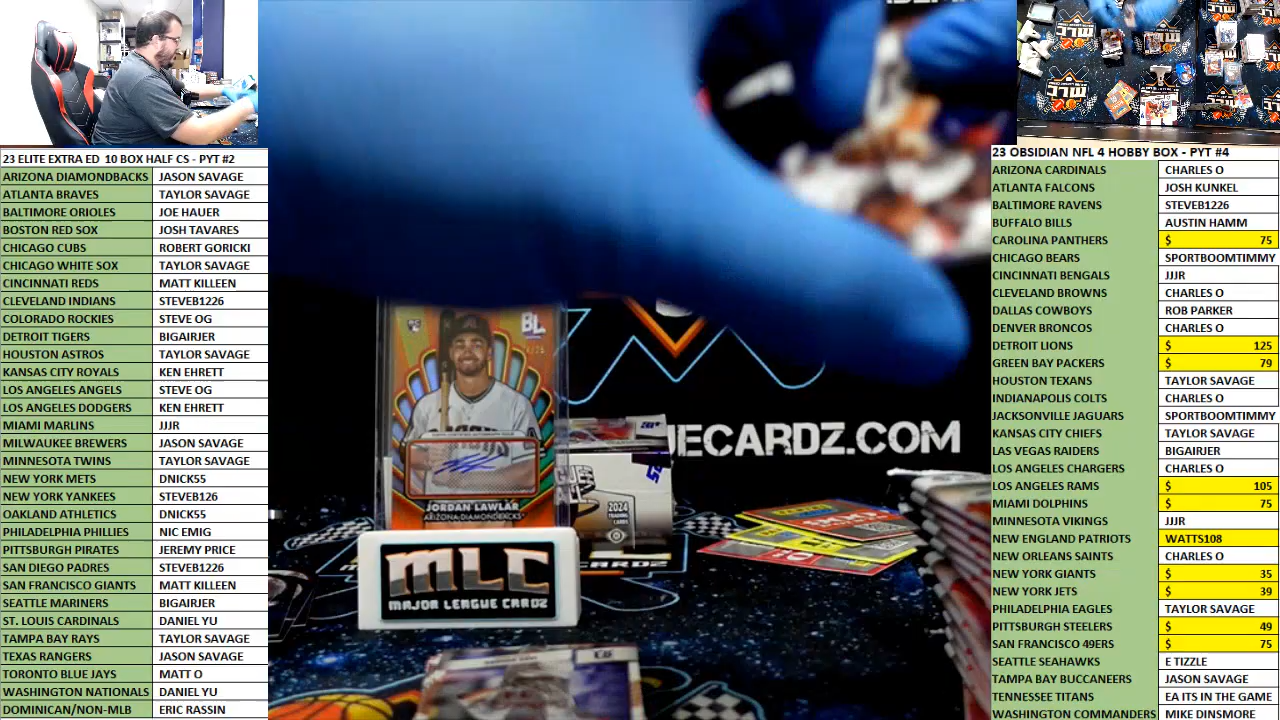 23 ELITE EXTRA ED 10 BOX HALF CS - PYT #2
ARIZONA DIAMONDBACKS JASON SAVAGE
ATLANTA BRAVES TAYLOR SAVAGE
BALTIMORE ORIOLES JOE HAUER
BOSTON RED SOX JOSH TAVARES
CHICAGO CUBS ROBERT GORICKI
CHICAGO WHITE SOX TAYLOR SAVAGE
CINCINNATI REDS MATT KILLEEN
CLEVELAND INDIANS STEVEB1226
COLORADO ROCKIES STEVE OG
DETROIT TIGERS BIGAIRJER
HOUSTON ASTROS TAYLOR SAVAGE
KANSAS CITY ROYALS KEN EHRETT
LOS ANGELES ANGELS STEVE OG
LOS ANGELES DODGERS KEN EHRETT
MIAMI MARLINS JJJR
MILWAUKEE BREWERS JASON SAVAGE
MINNESOTA TWINS TAYLOR SAVAGE
NEW YORK METS DNICK55
NEW YORK YANKEES STEVEB126
OAKLAND ATHLETICS DNICK55
PHILADELPHIA PHILLIES NIC EMIG
PITTSBURGH PIRATES JEREMY PRICE
SAN DIEGO PADRES STEVEB1226
SAN FRANCISCO GIANTS MATT KILLEEN
SEATTLE MARINERS BIGAIRJER
ST. LOUIS CARDINALS DANIEL YU
TAMPA BAY RAYS TAYLOR SAVAGE
TEXAS RANGERS JASON SAVAGE
TORONTO BLUE JAYS MATT O
WASHINGTON NATIONALS DANIEL YU
DOMINICAN/NON-MLB ERIC RASSIN
BL
JORDAN LAWLAR
ARIZONA DIAMONDBACKS
2024
TRADING
CARDS
UECARDZ.COM
MLC
MAJOR LEAGUE CARDZ
23 OBSIDIAN NFL 4 HOBBY BOX - PYT #4
ARIZONA CARDINALS CHARLES O
ATLANTA FALCONS JOSH KUNKEL
BALTIMORE RAVENS STEVEB1226
BUFFALO BILLS AUSTIN HAMM
CAROLINA PANTHERS $ 75
CHICAGO BEARS SPORTBOOMTIMMY
CINCINNATI BENGALS JJJR
CLEVELAND BROWNS CHARLES O
DALLAS COWBOYS ROB PARKER
DENVER BRONCOS CHARLES O
DETROIT LIONS $ 125
GREEN BAY PACKERS $ 79
HOUSTON TEXANS TAYLOR SAVAGE
INDIANAPOLIS COLTS CHARLES O
JACKSONVILLE JAGUARS SPORTBOOMTIMMY
KANSAS CITY CHIEFS TAYLOR SAVAGE
LAS VEGAS RAIDERS BIGAIRJER
LOS ANGELES CHARGERS CHARLES O
LOS ANGELES RAMS $ 105
MIAMI DOLPHINS $ 75
MINNESOTA VIKINGS JJJR
NEW ENGLAND PATRIOTS WATTS108
NEW ORLEANS SAINTS CHARLES O
NEW YORK GIANTS $ 35
NEW YORK JETS $ 39
PHILADELPHIA EAGLES TAYLOR SAVAGE
PITTSBURGH STEELERS $ 49
SAN FRANCISCO 49ERS $ 75
SEATTLE SEAHAWKS E TIZZLE
TAMPA BAY BUCCANEERS JASON SAVAGE
TENNESSEE TITANS EA ITS IN THE GAME
WASHINGTON COMMANDERS MIKE DINSMORE